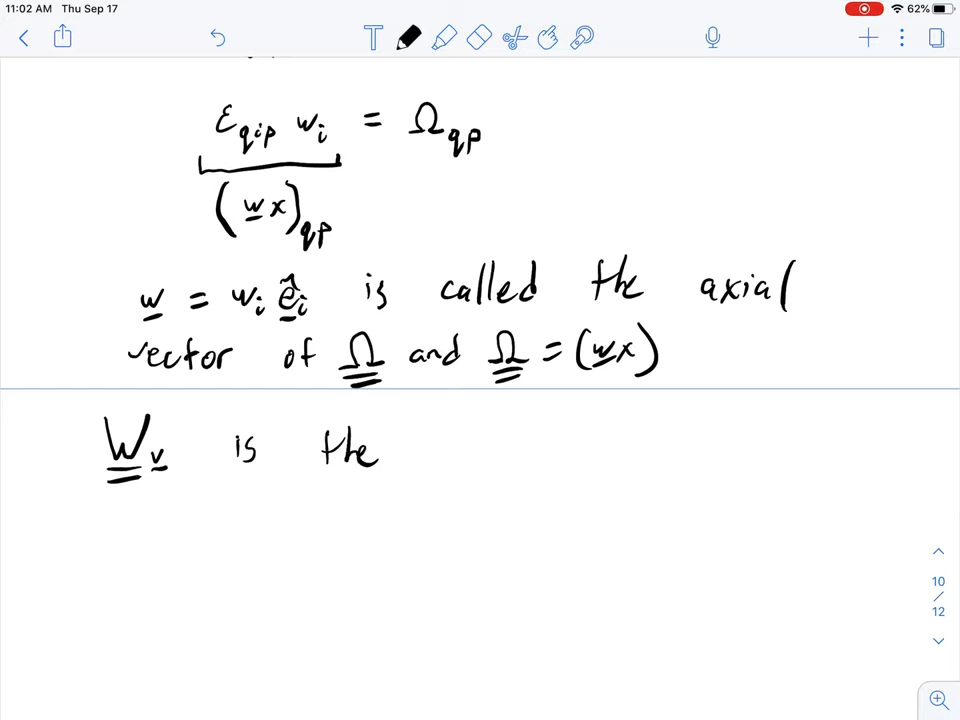 11:02 AM Thu Sep 17
62%
ε_qip w_i = Ω_qp
(w×)_qp
w = w_i ê_i is called the axial
vector of Ω and Ω = (w×)
W_v is the
10
/
12